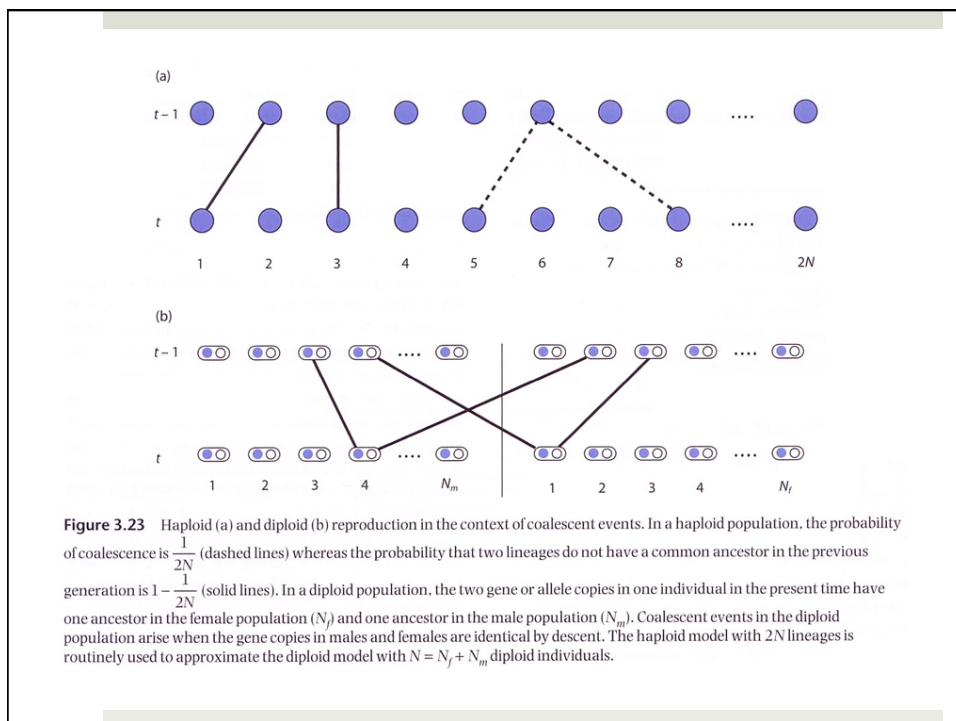 (a)
t – 1 ....
t ....
1 2 3 4 5 6 7 8 2N
(b)
t – 1 .... ....
t .... ....
1 2 3 4 Nm 1 2 3 4 Nf
Figure 3.23 Haploid (a) and diploid (b) reproduction in the context of coalescent events. In a haploid population, the probability
of coalescence is 1/2N (dashed lines) whereas the probability that two lineages do not have a common ancestor in the previous
generation is 1 – 1/2N (solid lines). In a diploid population, the two gene or allele copies in one individual in the present time have
one ancestor in the female population (Nf) and one ancestor in the male population (Nm). Coalescent events in the diploid
population arise when the gene copies in males and females are identical by descent. The haploid model with 2N lineages is
routinely used to approximate the diploid model with N = Nf + Nm diploid individuals.